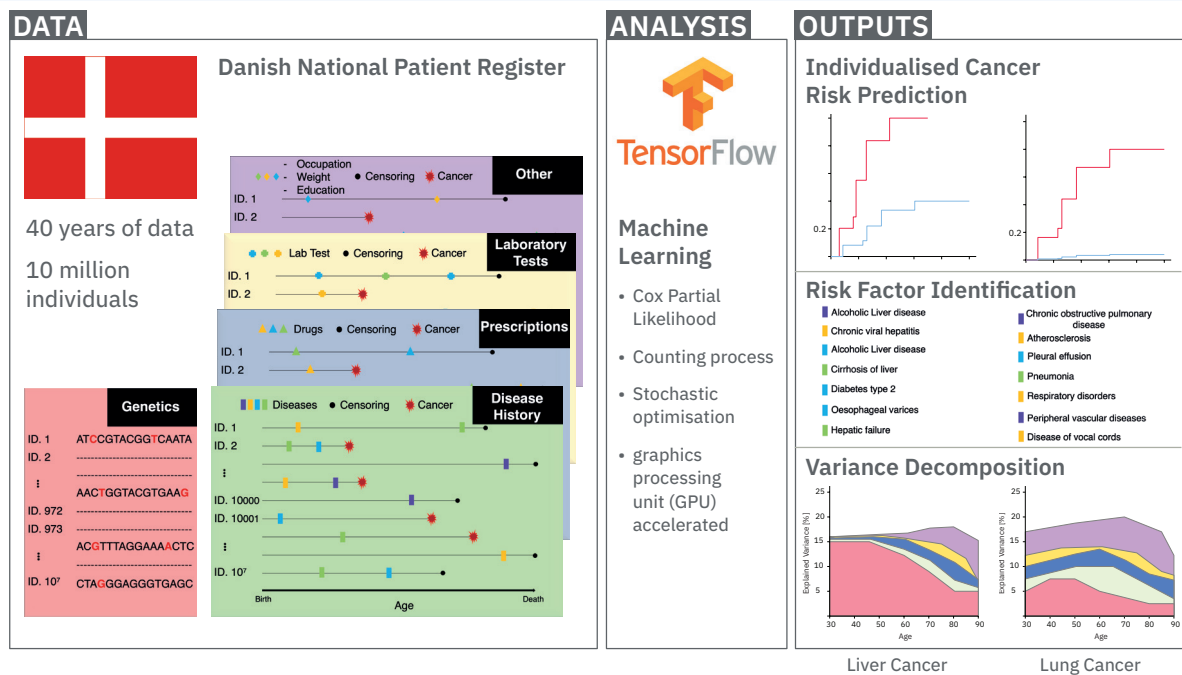 DATA
Danish National Patient Register
40 years of data
10 million
individuals
- Occupation
- Weight
- Education
Censoring
Cancer
Other
ID. 1
ID. 2
Lab Test
Censoring
Cancer
Laboratory
Tests
ID. 1
ID. 2
Drugs
Censoring
Cancer
Prescriptions
ID. 1
ID. 2
Diseases
Censoring
Cancer
Disease
History
ID. 1
ID. 2
⋮
ID. 10000
ID. 10001
⋮
ID. 10⁷
Birth
Age
Death
Genetics
ID. 1 ATCCGTACGGTCAATA
ID. 2 ---------------------------
---------------------------
⋮
AACTGGTACGTGAAG
ID. 972 ---------------------------
ID. 973 ---------------------------
ACGTTTAGGAAAACTC
⋮ ---------------------------
ID. 10⁷ CTAGGGAGGGTGAGC
ANALYSIS
TensorFlow
Machine
Learning
• Cox Partial
Likelihood
• Counting process
• Stochastic
optimisation
• graphics
processing
unit (GPU)
accelerated
OUTPUTS
Individualised Cancer
Risk Prediction
0.2
0.2
Risk Factor Identification
Alcoholic Liver disease
Chronic viral hepatitis
Alcoholic Liver disease
Cirrhosis of liver
Diabetes type 2
Oesophageal varices
Hepatic failure
Chronic obstructive pulmonary
disease
Atherosclerosis
Pleural effusion
Pneumonia
Respiratory disorders
Peripheral vascular diseases
Disease of vocal cords
Variance Decomposition
Explained Variance [%]
25
20
15
10
5
30 40 50 60 70 80 90
Age
Liver Cancer
Explained Variance [%]
25
20
15
10
5
30 40 50 60 70 80 90
Age
Lung Cancer